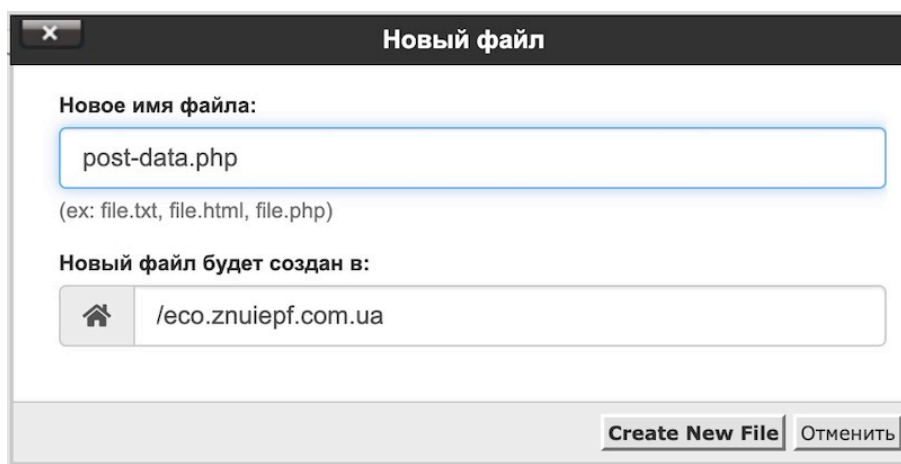 Новый файл
Новое имя файла:
post-data.php
(ex: file.txt, file.html, file.php)
Новый файл будет создан в:
/eco.znuiepf.com.ua
Create New File Отменить